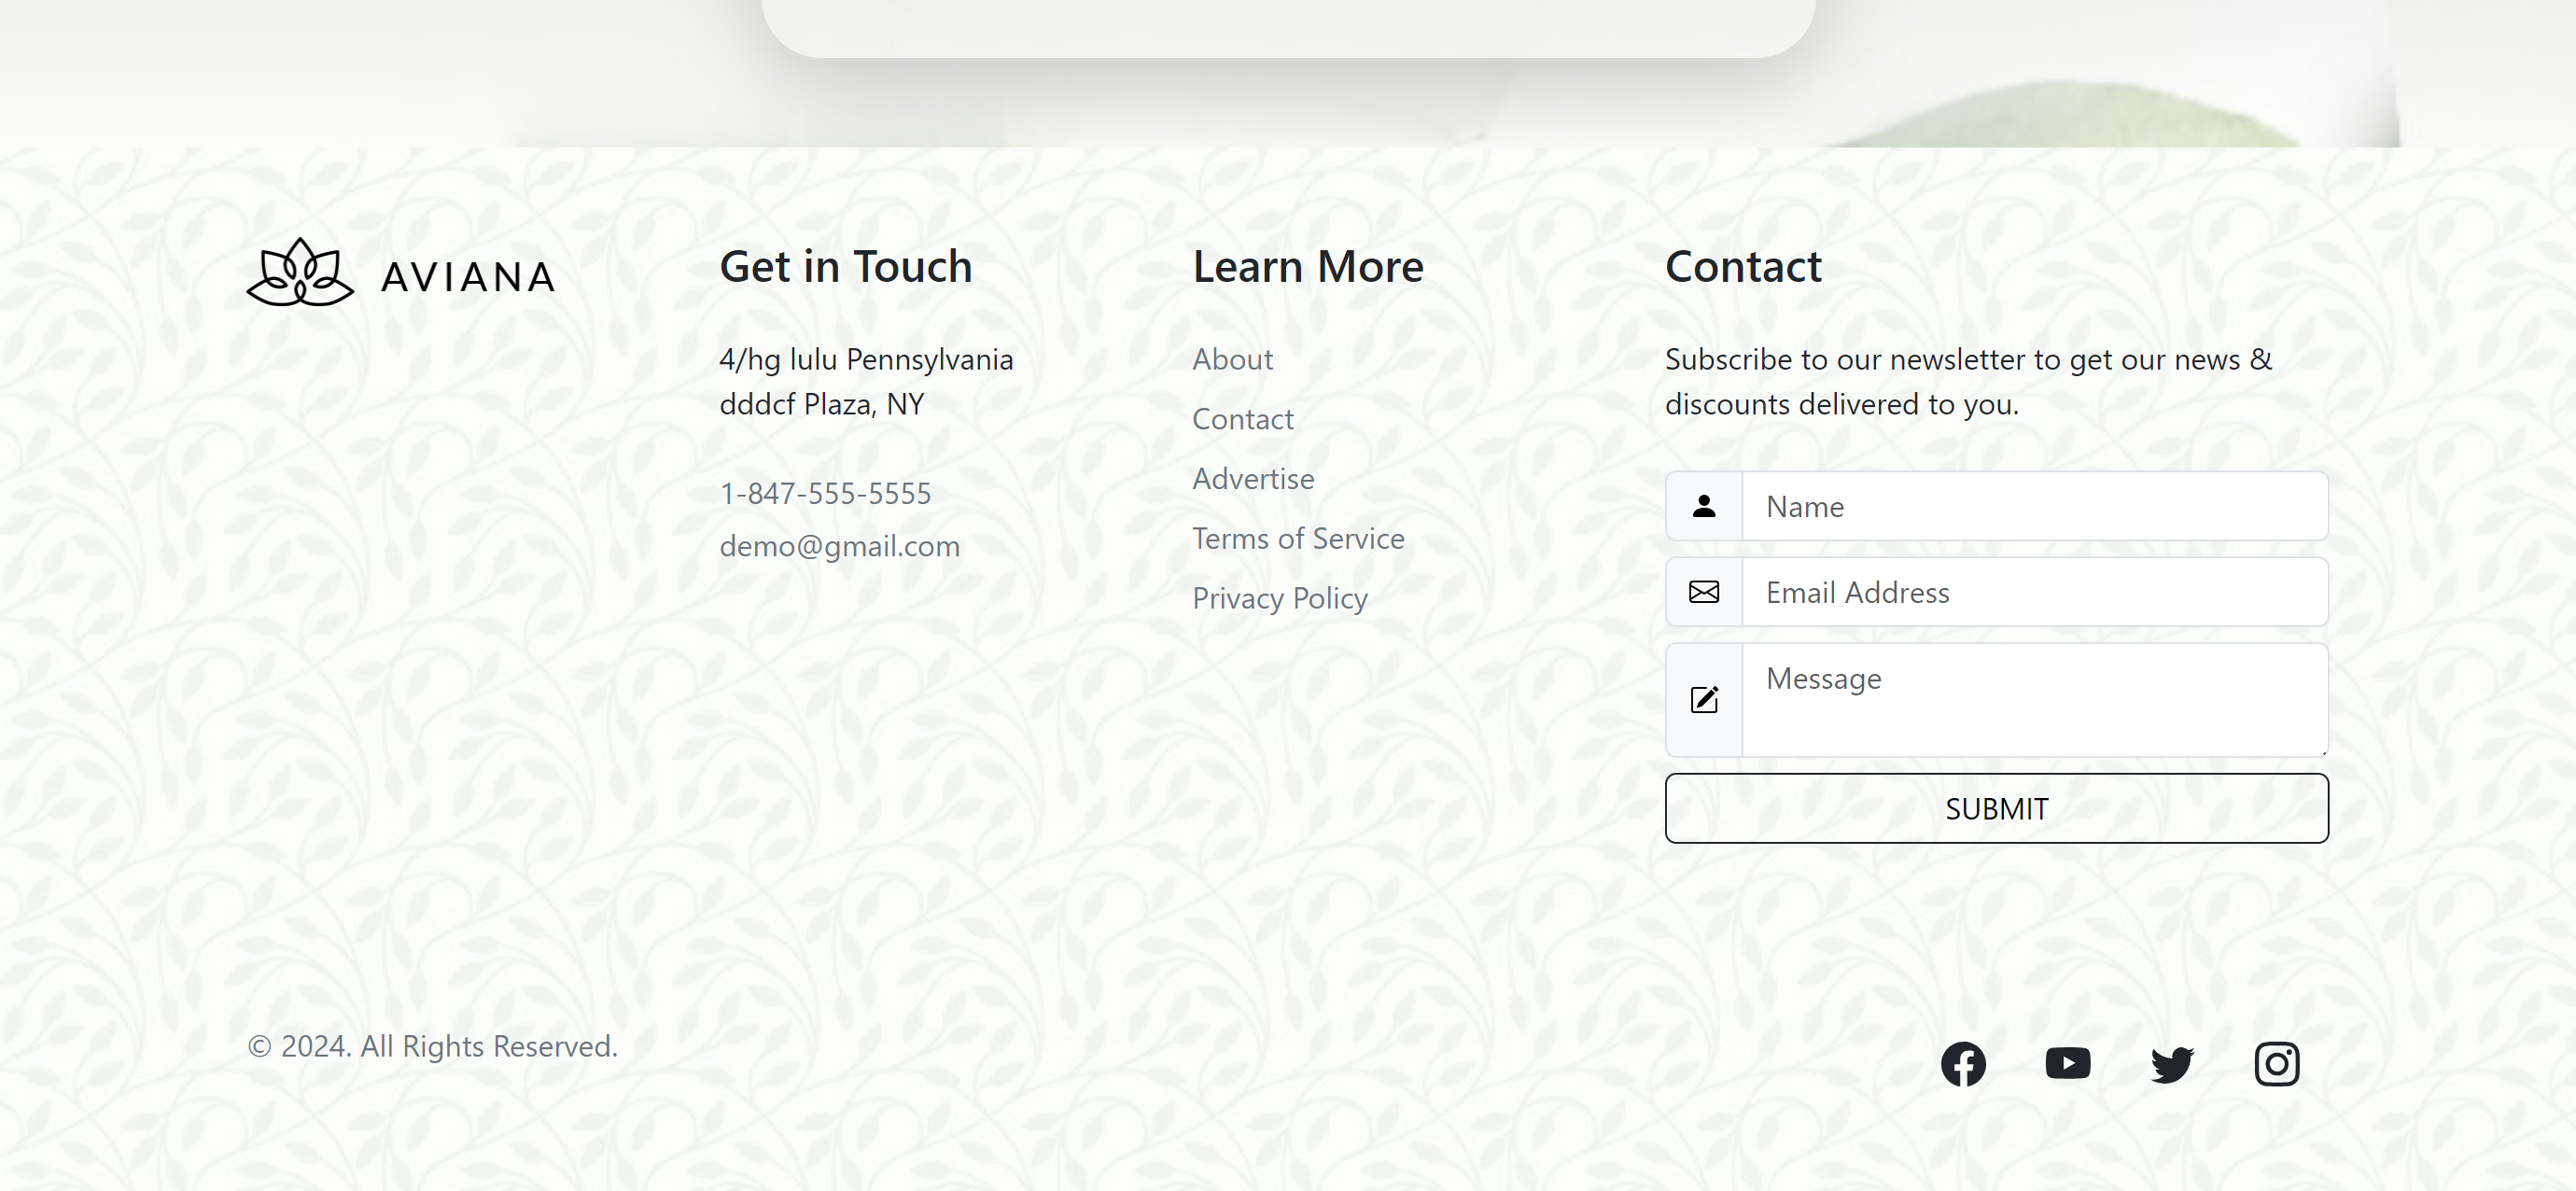 AVIANA
Get in Touch
4/hg lulu Pennsylvania
dddcf Plaza, NY
1-847-555-5555
demo@gmail.com
Learn More
About
Contact
Advertise
Terms of Service
Privacy Policy
Contact
Subscribe to our newsletter to get our news &
discounts delivered to you.
Name
Email Address
Message
SUBMIT
© 2024. All Rights Reserved.